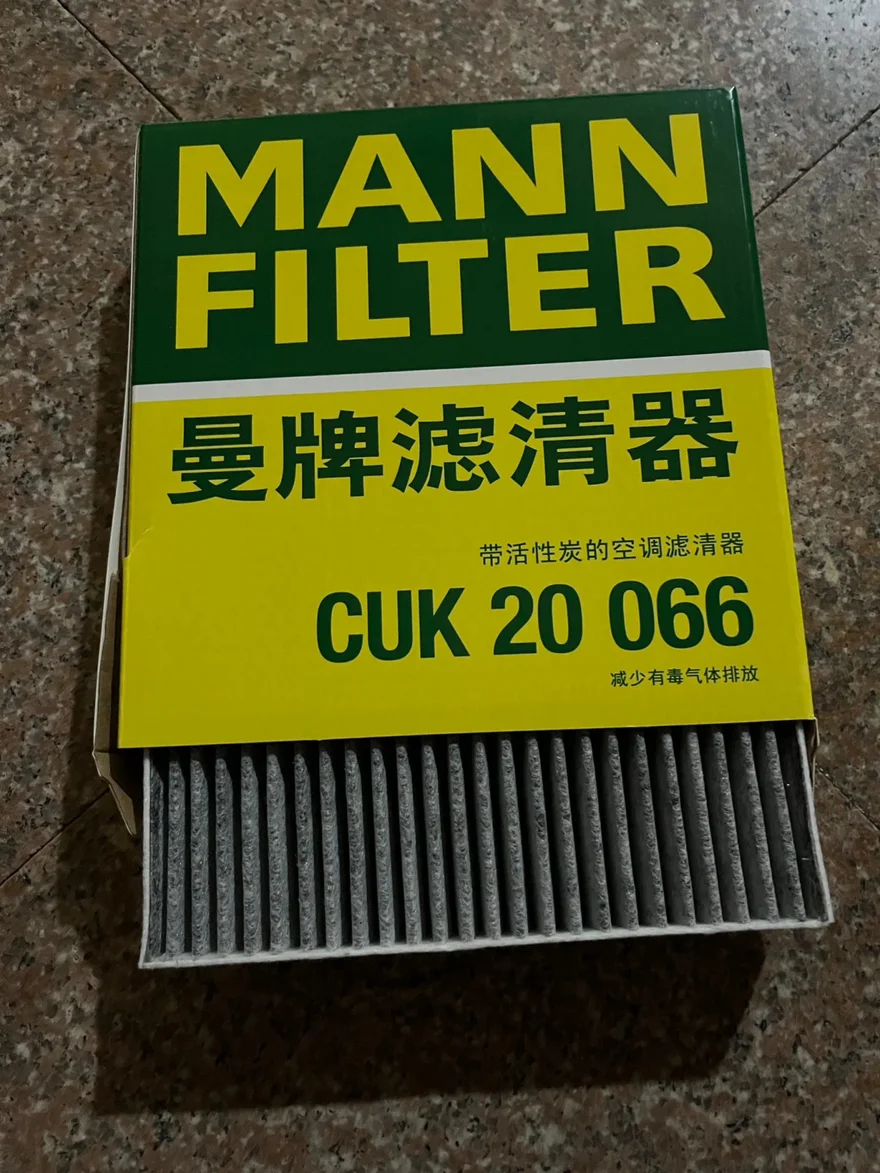 MANN
FILTER
曼牌滤清器
带活性炭的空调滤清器
CUK 20 066
减少有毒气体排放